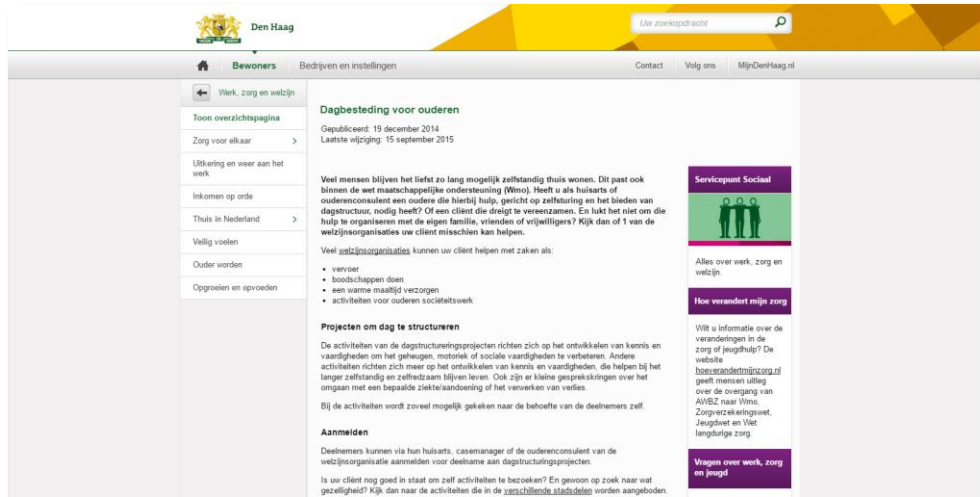 Den Haag
Uw zoekopdracht
Bewoners
Bedrijven en instellingen
Contact
Volg ons
MijnDenHaag.nl
Werk, zorg en welzijn
Toon overzichtspagina
Zorg voor elkaar
Uitkering en weer aan het
werk
Inkomen op orde
Thuis in Nederland
Veilig voelen
Ouder worden
Opgroeien en opvoeden
Dagbesteding voor ouderen
Gepubliceerd: 19 december 2014
Laatste wijziging: 15 september 2015
Veel mensen blijven het liefst zo lang mogelijk zelfstandig thuis wonen. Dit past ook
binnen de wet maatschappelijke ondersteuning (Wmo). Heeft u als huisarts of
ouderenconsulent een oudere die hierbij hulp, gericht op zelfsturing en het bieden van
dagstructuur, nodig heeft? Of een cliënt die dreigt te vereenzamen. En lukt het niet om die
hulp te organiseren met de eigen familie, vrienden of vrijwilligers? Kijk dan of 1 van de
welzijnsorganisaties uw cliënt misschien kan helpen.
Veel welzijnsorganisaties kunnen uw cliënt helpen met zaken als:
• vervoer
• boodschappen doen
• een warme maaltijd verzorgen
• activiteiten voor ouderen sociëteitswerk
Projecten om dag te structureren
De activiteiten van de dagstructureringsprojecten richten zich op het ontwikkelen van kennis en
vaardigheden om het geheugen, motoriek of sociale vaardigheden te verbeteren. Andere
activiteiten richten zich meer op het ontwikkelen van kennis en vaardigheden, die helpen bij het
langer zelfstandig en zelfredzaam blijven leven. Ook zijn er kleine gesprekskringen over het
omgaan met een bepaalde ziekte/aandoening of het verwerken van verlies.
Bij de activiteiten wordt zoveel mogelijk gekeken naar de behoefte van de deelnemers zelf.
Aanmelden
Deelnemers kunnen via hun huisarts, casemanager of de ouderenconsulent van de
welzijnsorganisatie aanmelden voor deelname aan dagstructureringsprojecten.
Is uw cliënt nog goed in staat om zelf activiteiten te bezoeken? En gewoon op zoek naar wat
gezelligheid? Kijk dan naar de activiteiten die in de verschillende stadsdelen worden aangeboden.
Servicepunt Sociaal
Alles over werk, zorg en
welzijn.
Hoe verandert mijn zorg
Wilt u informatie over de
veranderingen in de
zorg of jeugdhulp? De
website
hoeverandertmijnzorg.nl
geeft mensen uitleg
over de overgang van
AWBZ naar Wmo,
Zorgverzekeringswet,
Jeugdwet en Wet
langdurige zorg.
Vragen over werk, zorg
en jeugd